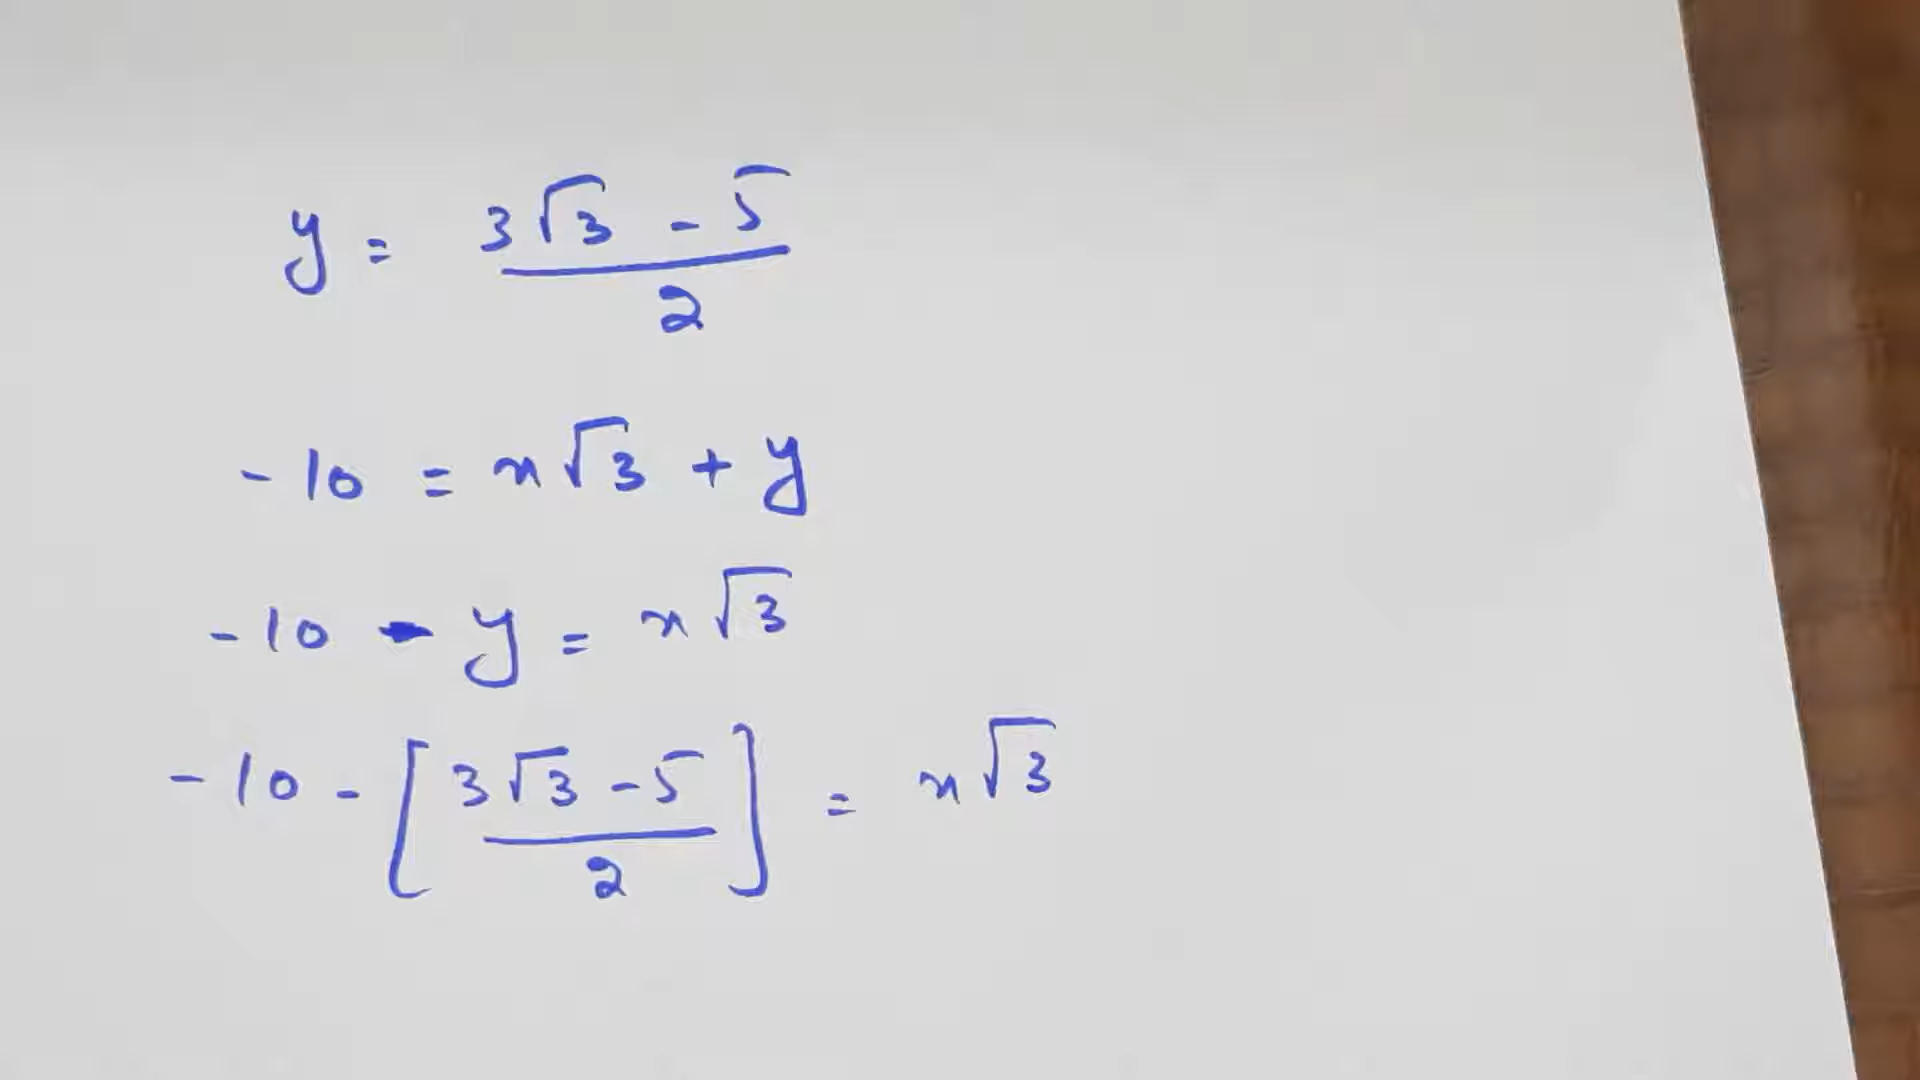 y = (3√3 - 5)/2
-10 = x√3 + y
-10 - y = x√3
-10 - [(3√3 - 5)/2] = x√3